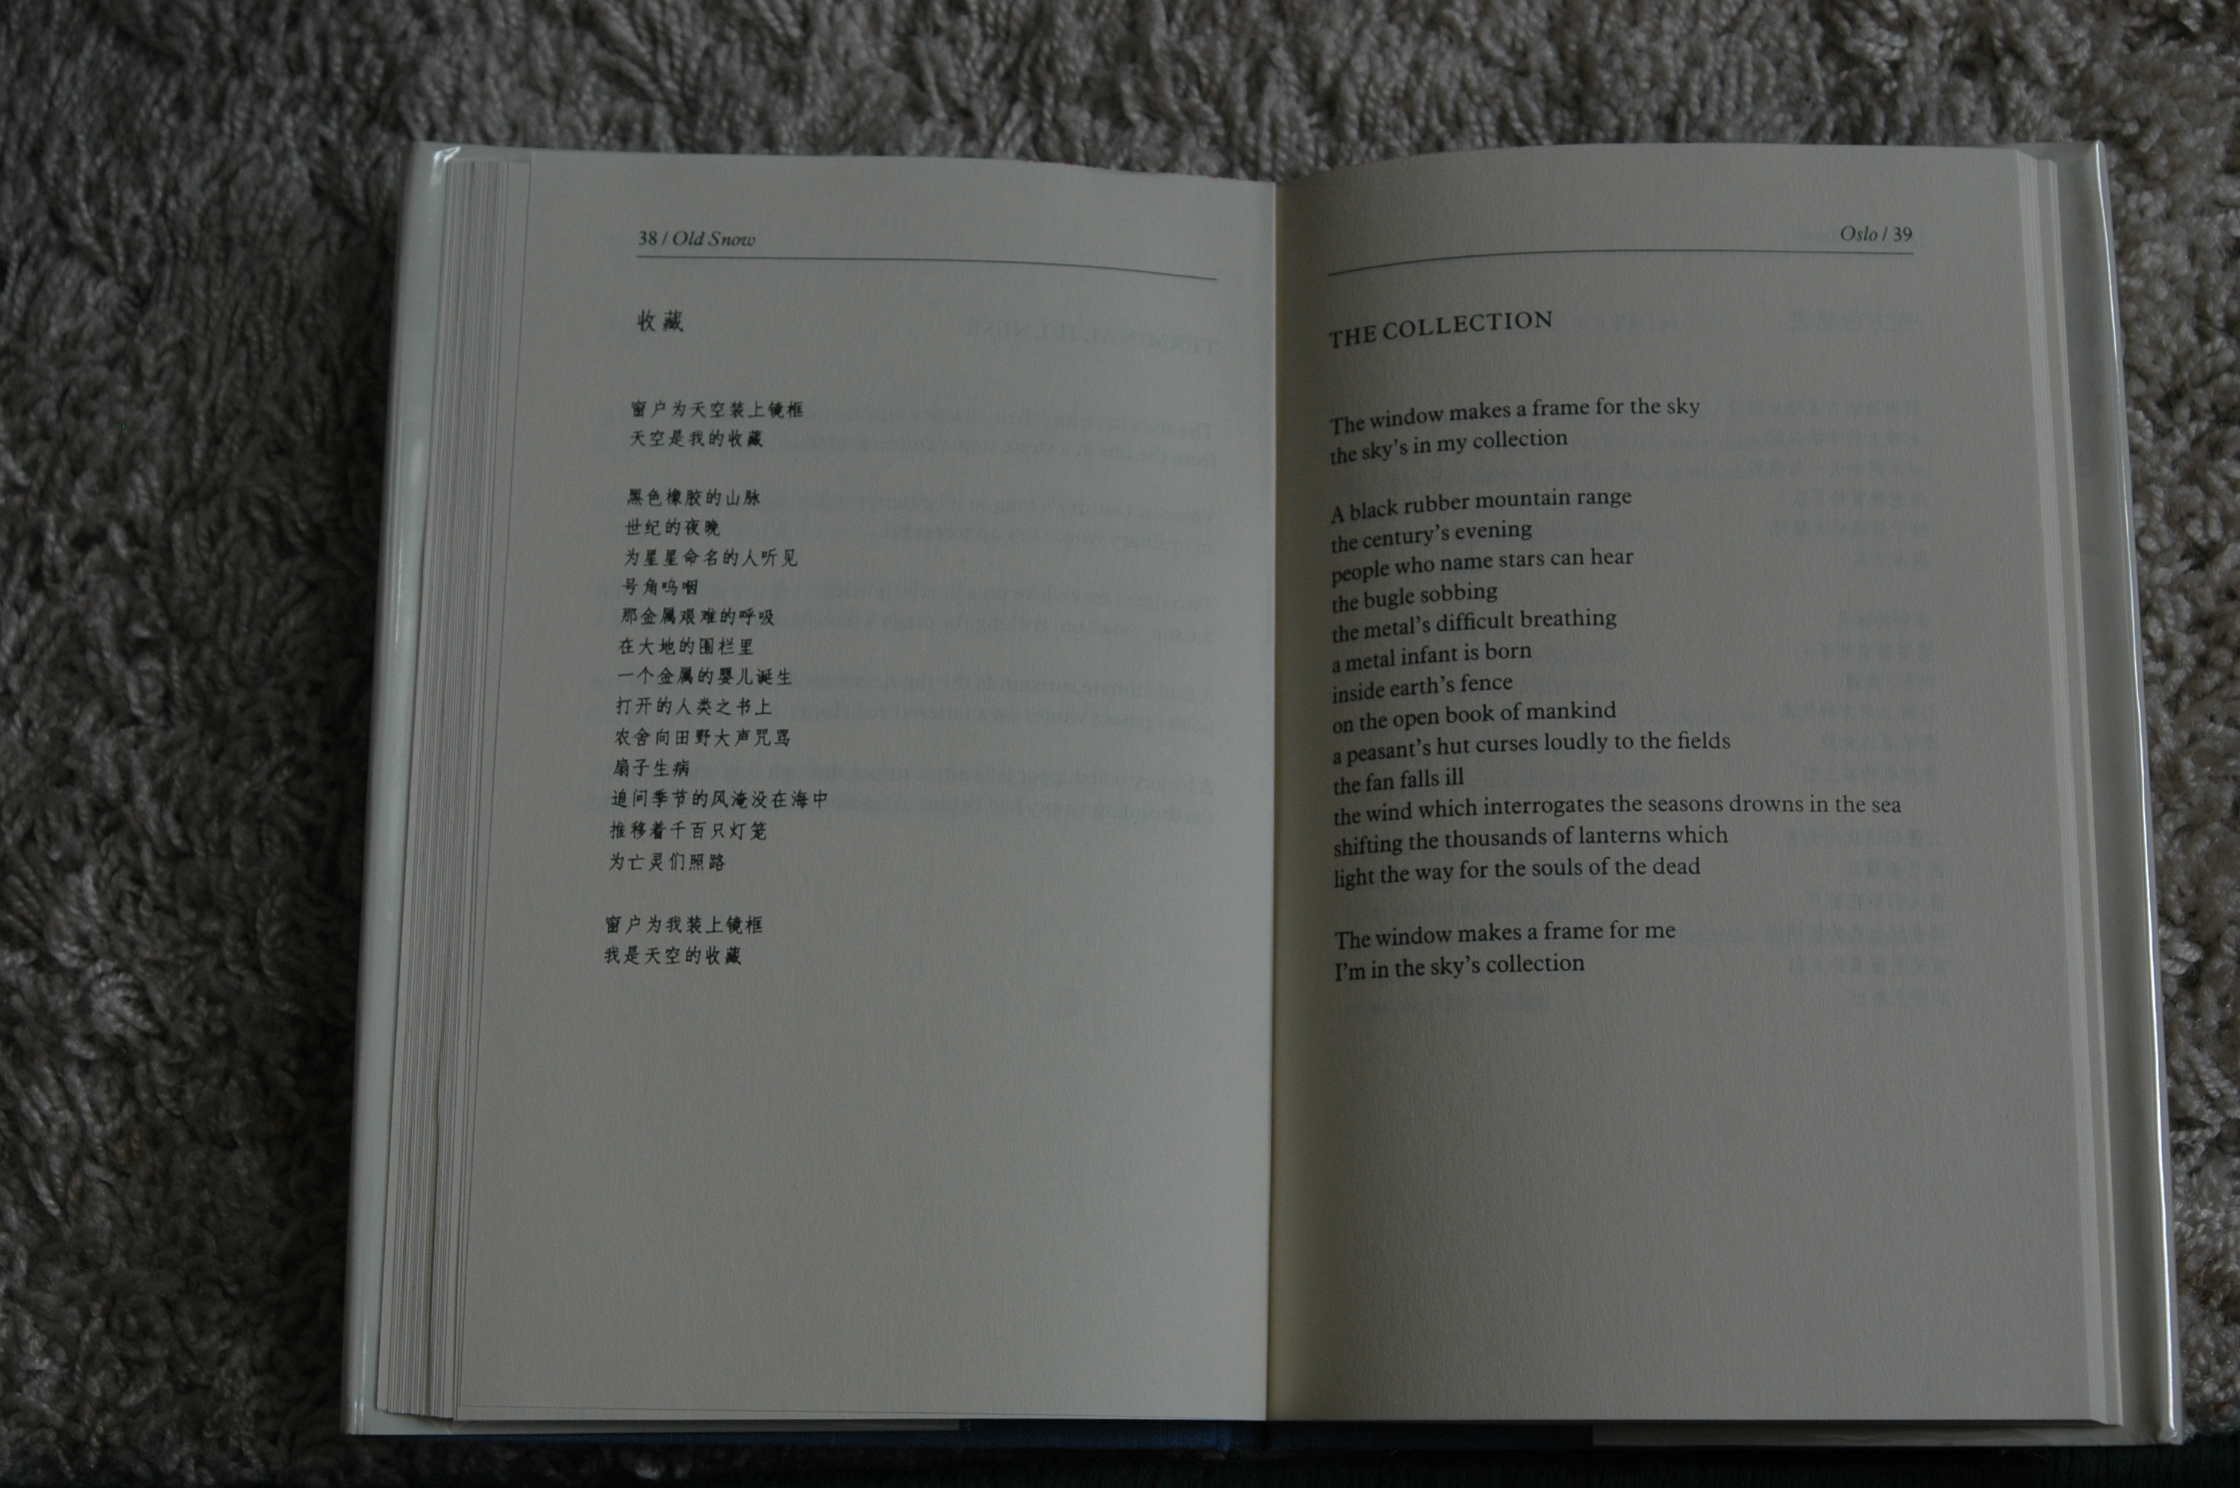 38 / Old Snow
收藏
窗户为天空装上镜框
天空是我的收藏
黑色橡胶的山脉
世纪的夜晚
为星星命名的人听见
号角呜咽
那金属艰难的呼吸
在大地的围栏里
一个金属的婴儿诞生
打开的人类之书上
农舍向田野大声咒骂
扇子生病
追问季节的风淹没在海中
推移着千百只灯笼
为亡灵们照路
窗户为我装上镜框
我是天空的收藏
Oslo / 39
THE COLLECTION
The window makes a frame for the sky
the sky's in my collection
A black rubber mountain range
the century's evening
people who name stars can hear
the bugle sobbing
the metal's difficult breathing
a metal infant is born
inside earth's fence
on the open book of mankind
a peasant's hut curses loudly to the fields
the fan falls ill
the wind which interrogates the seasons drowns in the sea
shifting the thousands of lanterns which
light the way for the souls of the dead
The window makes a frame for me
I'm in the sky's collection